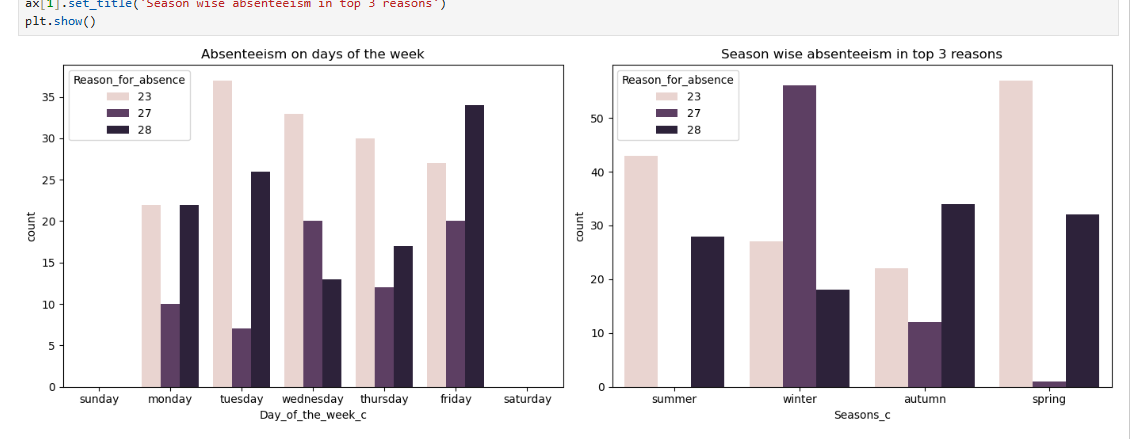 ax[1].set_title('Season wise absenteeism in top 3 reasons')
plt.show()
Absenteeism on days of the week
Reason_for_absence
23
27
28
35
30
25
20
15
10
5
0
count
sunday monday tuesday wednesday thursday friday saturday
Day_of_the_week_c
Season wise absenteeism in top 3 reasons
Reason_for_absence
23
27
28
50
40
30
20
10
0
count
summer winter autumn spring
Seasons_c